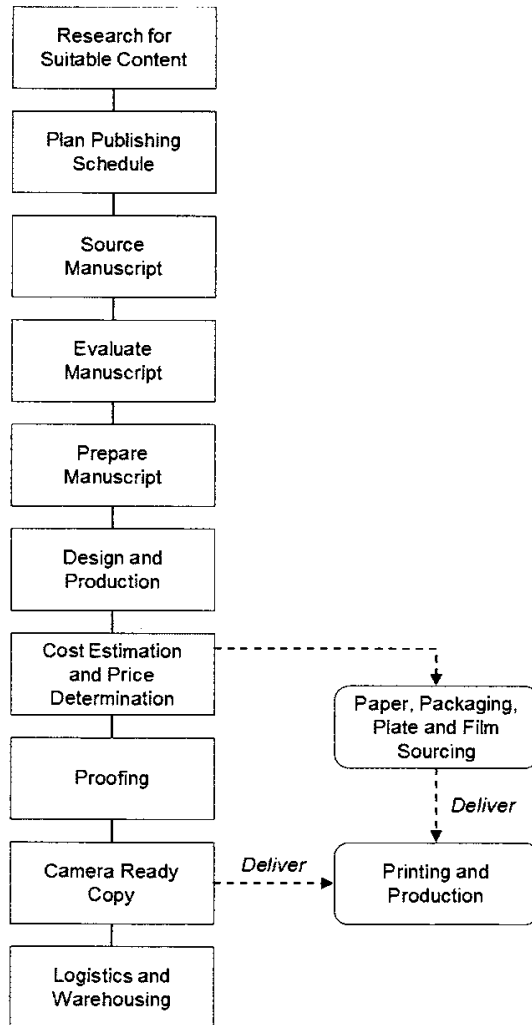 Research for
Suitable Content
Plan Publishing
Schedule
Source
Manuscript
Evaluate
Manuscript
Prepare
Manuscript
Design and
Production
Cost Estimation
and Price
Determination
Paper, Packaging,
Plate and Film
Sourcing
Proofing
Deliver
Camera Ready
Copy
Deliver
Printing and
Production
Logistics and
Warehousing